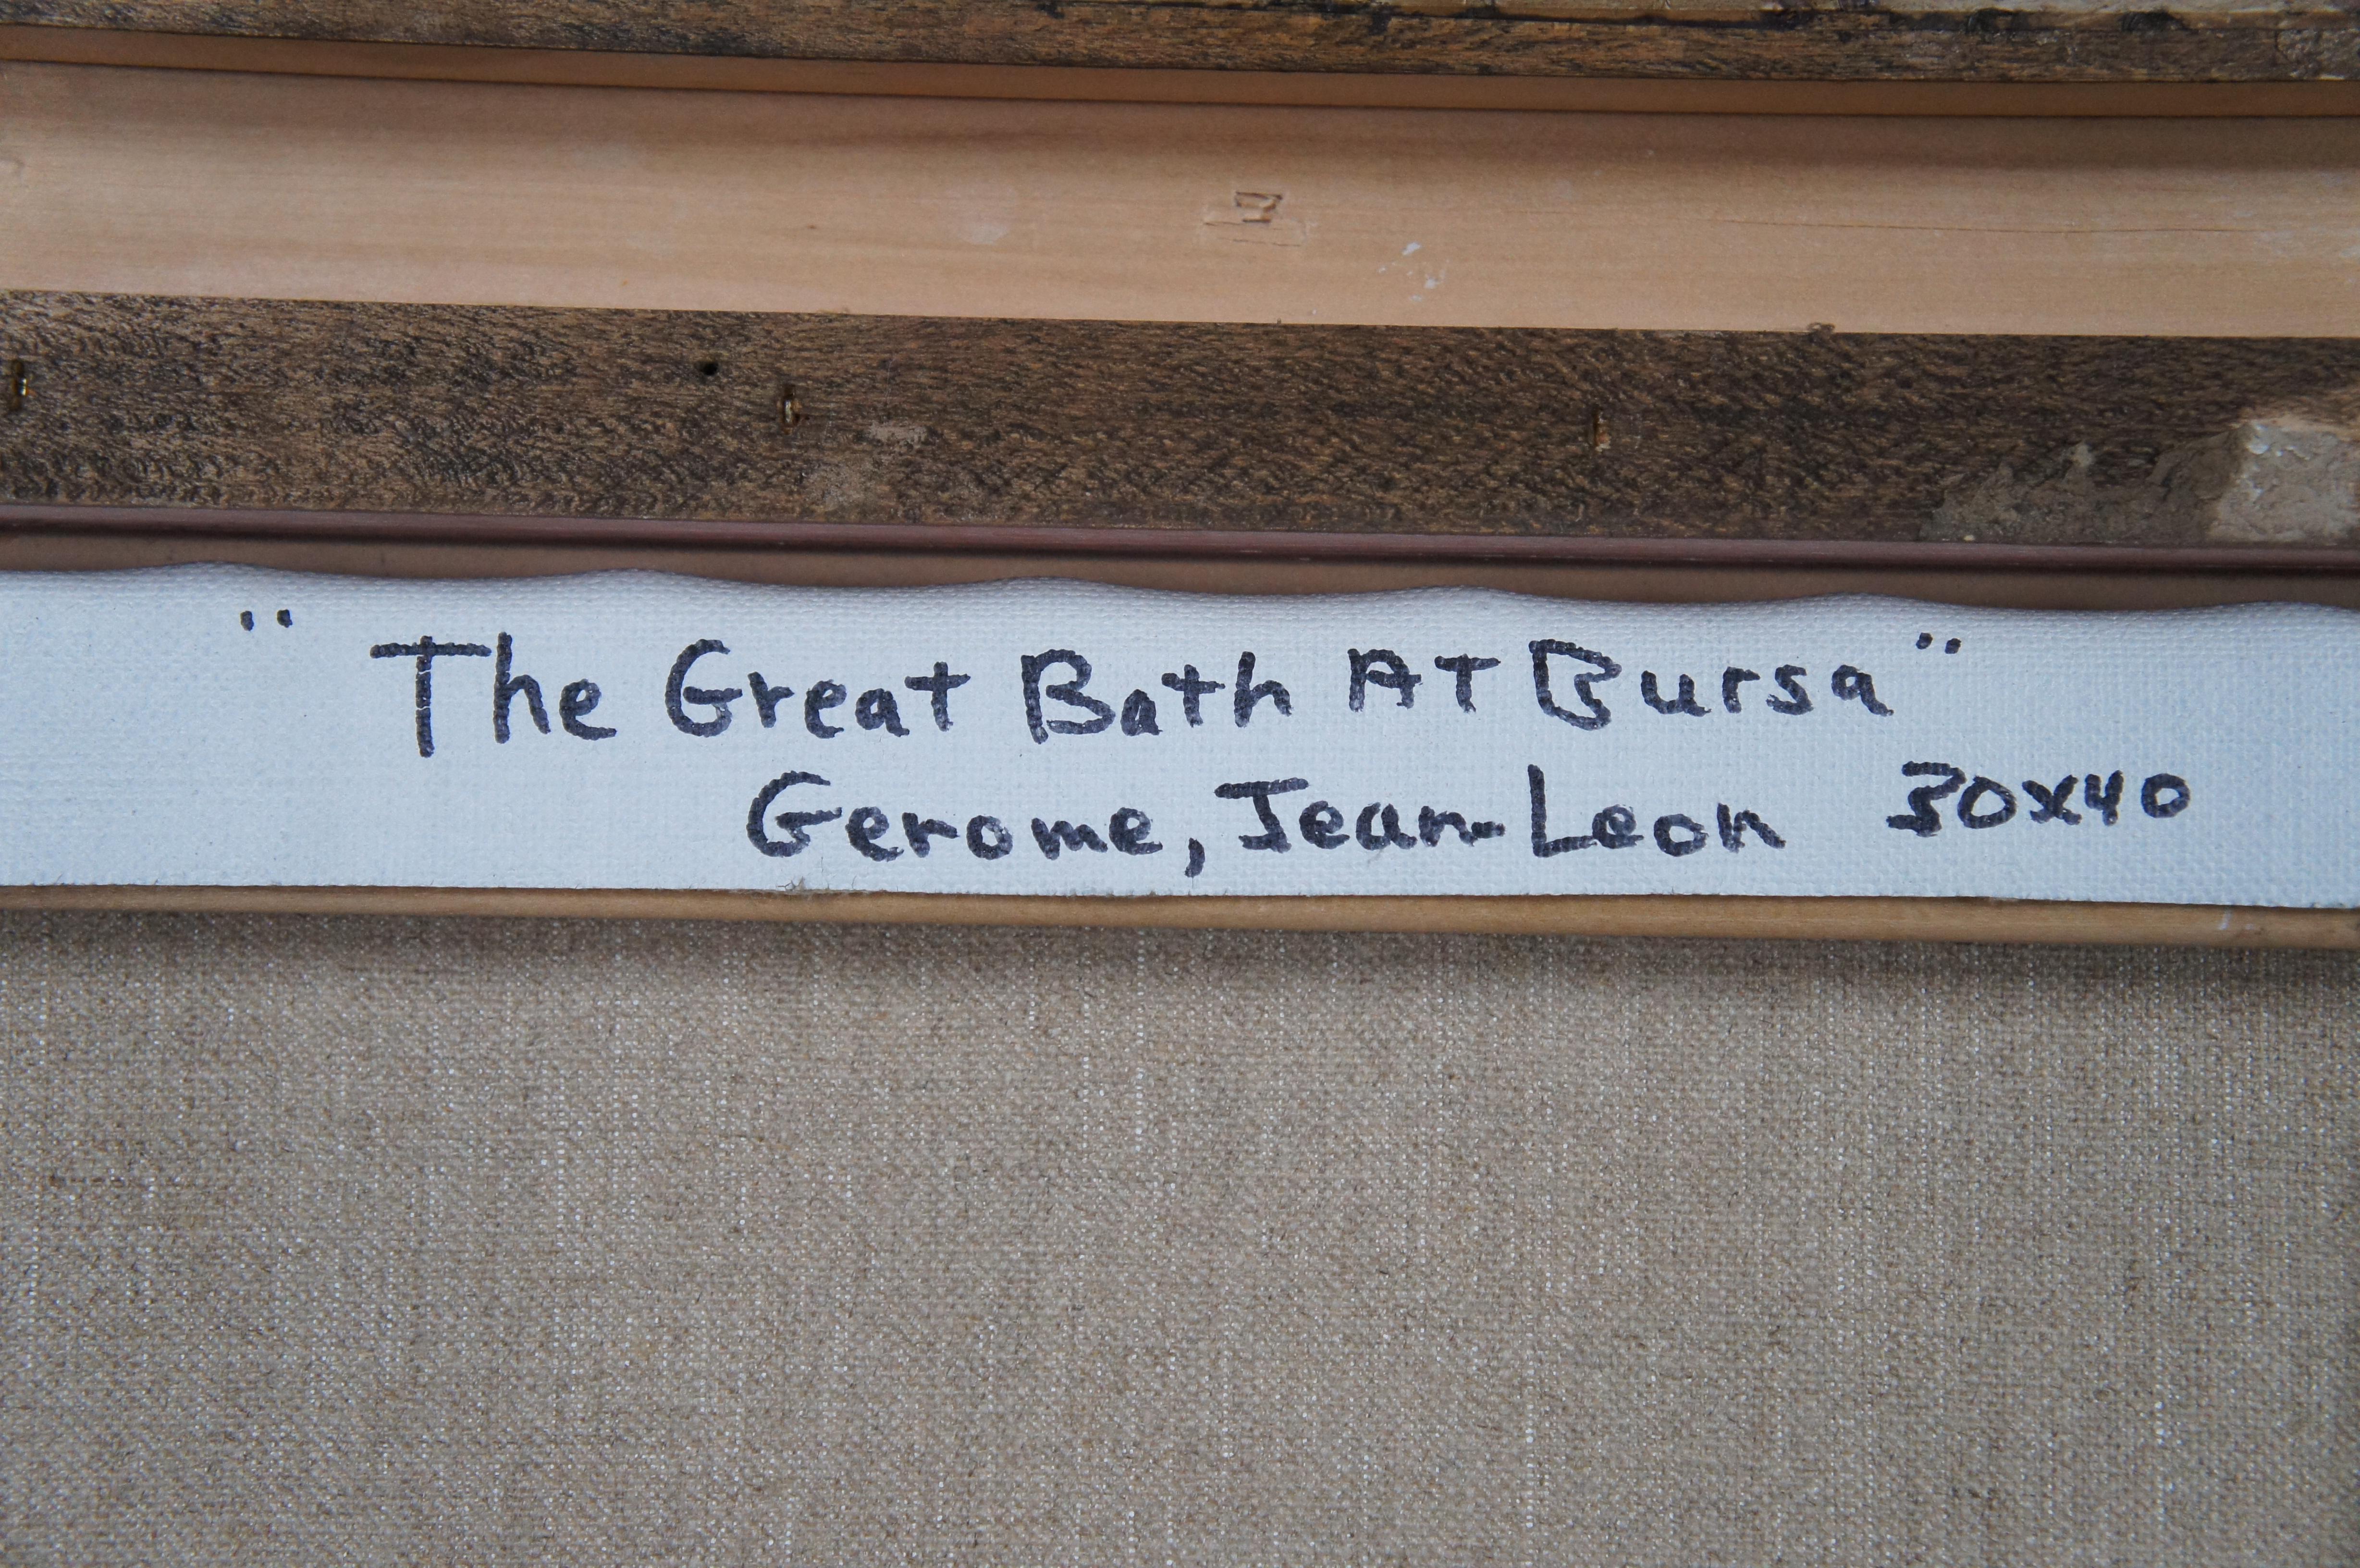 "The Great Bath At Bursa"
Gerome, Jean-Leon 30x40